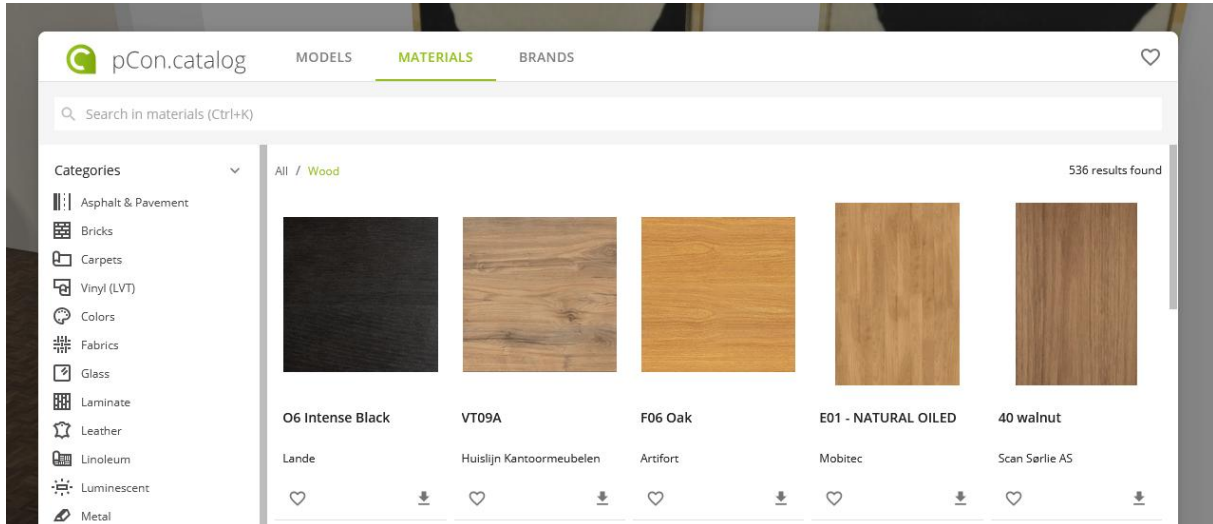 pCon.catalog
MODELS MATERIALS BRANDS
Search in materials (Ctrl+K)
Categories
Asphalt & Pavement
Bricks
Carpets
Vinyl (LVT)
Colors
Fabrics
Glass
Laminate
Leather
Linoleum
Luminescent
Metal
All / Wood
536 results found
O6 Intense Black
Lande
VT09A
Huislijn Kantoormeubelen
F06 Oak
Artifort
E01 - NATURAL OILED
Mobitec
40 walnut
Scan Sørlie AS